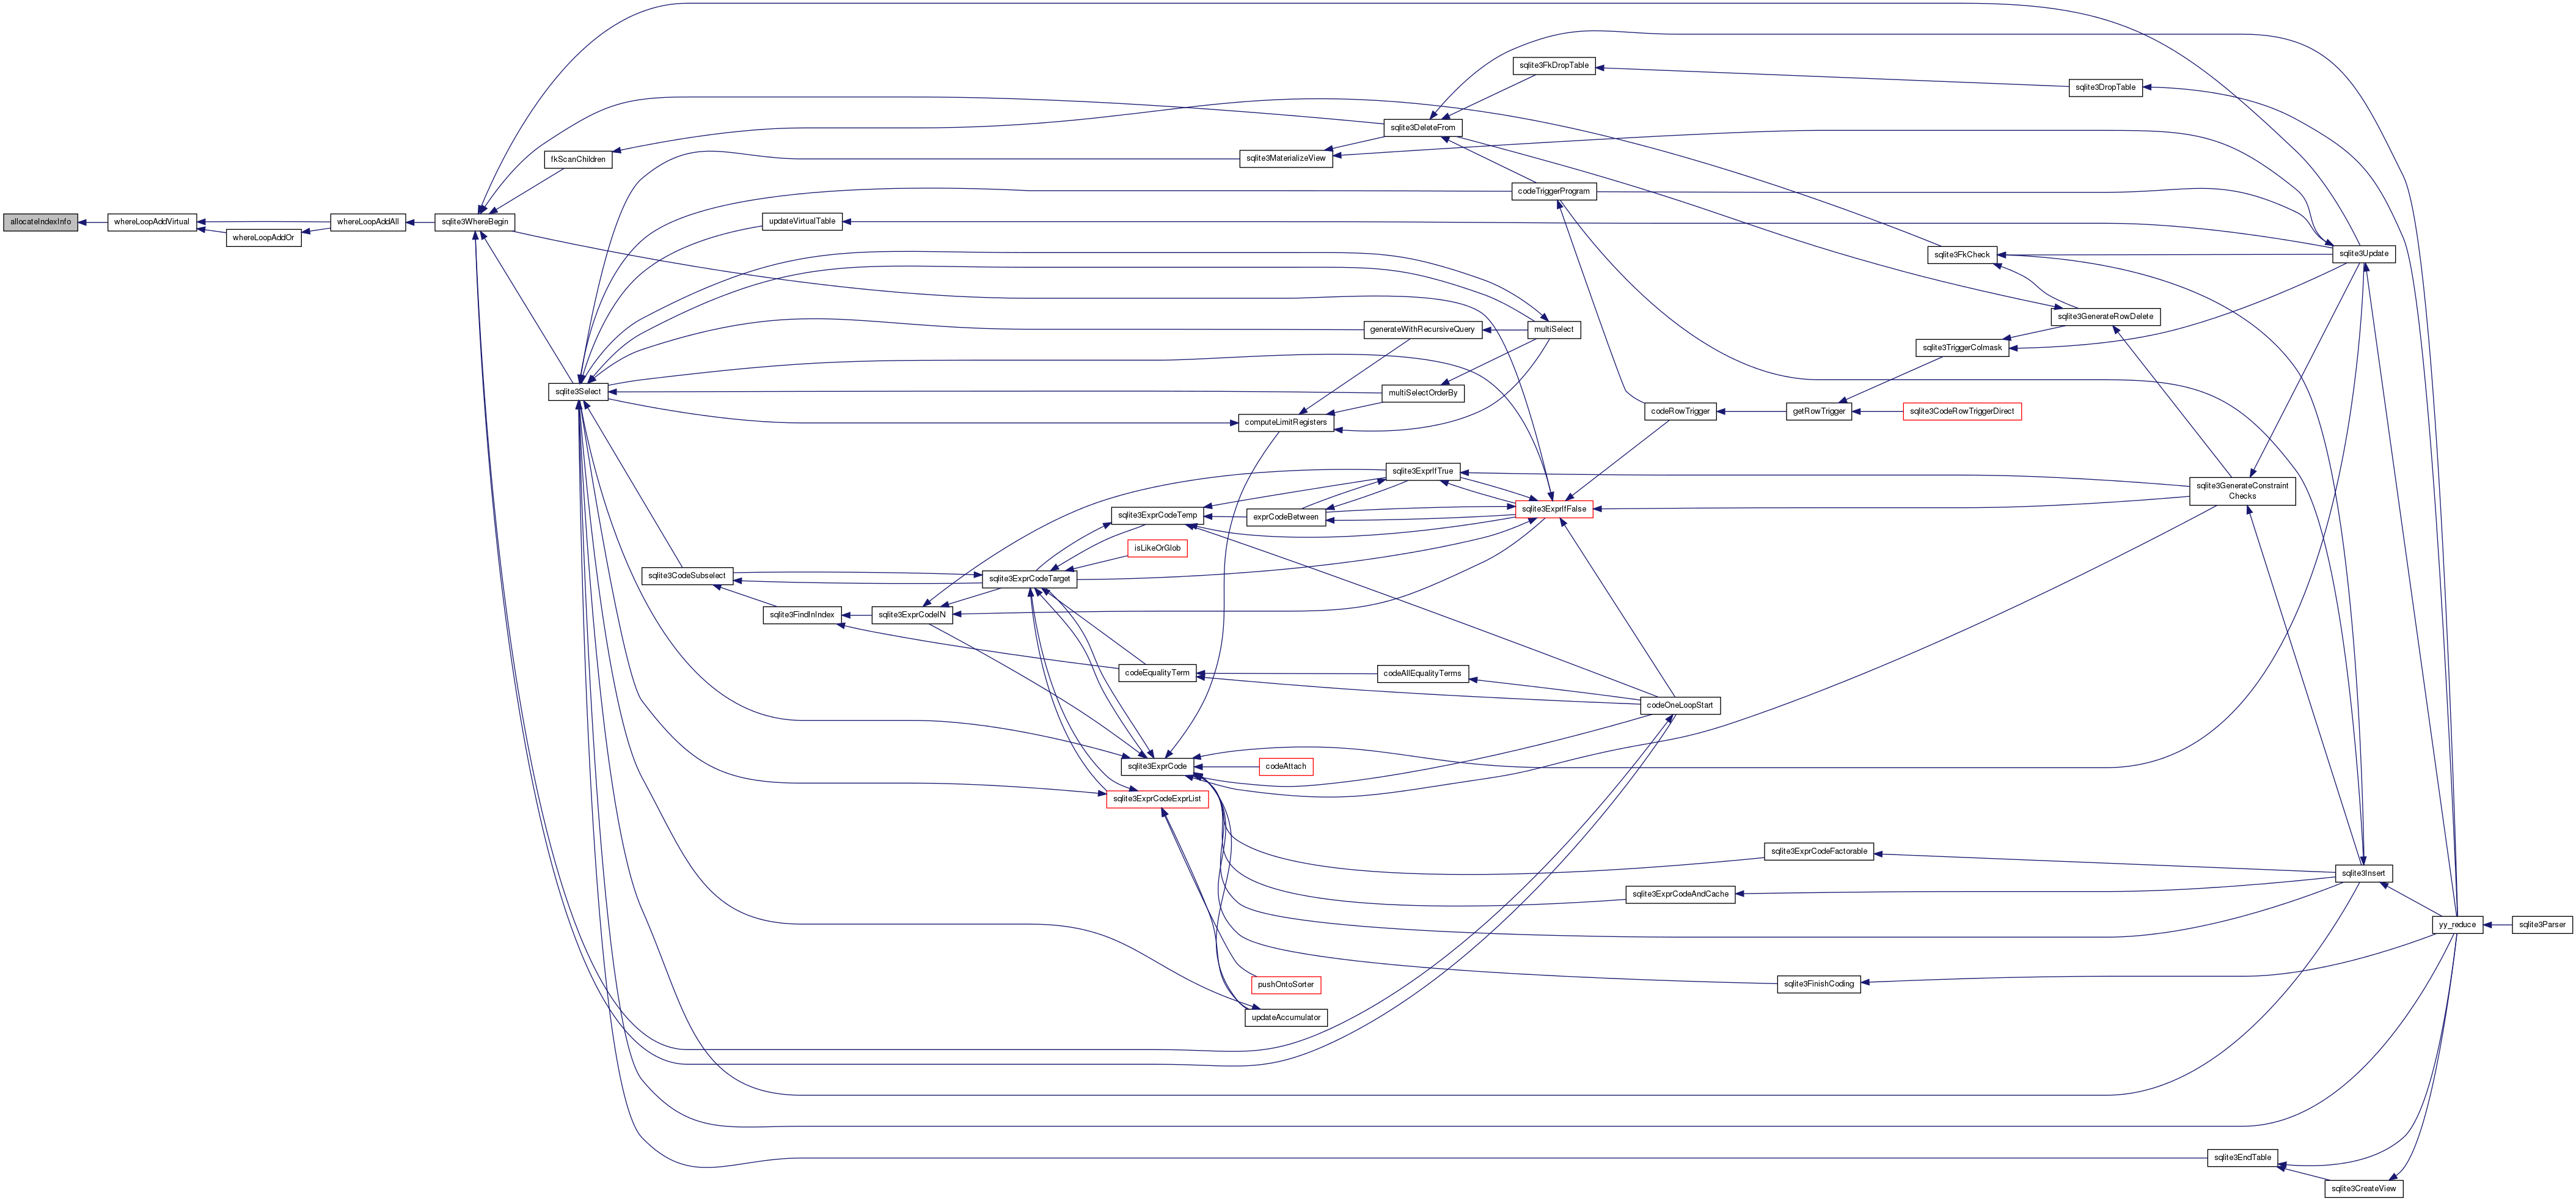 allocateIndexInfo
whereLoopAddVirtual
whereLoopAddOr
whereLoopAddAll
sqlite3WhereBegin
fkScanChildren
sqlite3Select
updateVirtualTable
sqlite3CodeSubselect
sqlite3FindInIndex
sqlite3ExprCodeIN
sqlite3ExprCodeTarget
sqlite3ExprCodeTemp
isLikeOrGlob
codeEqualityTerm
sqlite3ExprCode
sqlite3ExprCodeExprList
sqlite3MaterializeView
computeLimitRegisters
exprCodeBetween
codeAttach
pushOntoSorter
updateAccumulator
sqlite3DeleteFrom
generateWithRecursiveQuery
multiSelectOrderBy
sqlite3ExprIfTrue
codeAllEqualityTerms
sqlite3FkDropTable
codeTriggerProgram
multiSelect
sqlite3ExprIfFalse
codeRowTrigger
codeOneLoopStart
sqlite3ExprCodeAndCache
getRowTrigger
sqlite3ExprCodeFactorable
sqlite3FinishCoding
sqlite3FkCheck
sqlite3TriggerColmask
sqlite3CodeRowTriggerDirect
sqlite3DropTable
sqlite3GenerateRowDelete
sqlite3GenerateConstraint
Checks
sqlite3EndTable
sqlite3Update
sqlite3Insert
sqlite3CreateView
yy_reduce
sqlite3Parser